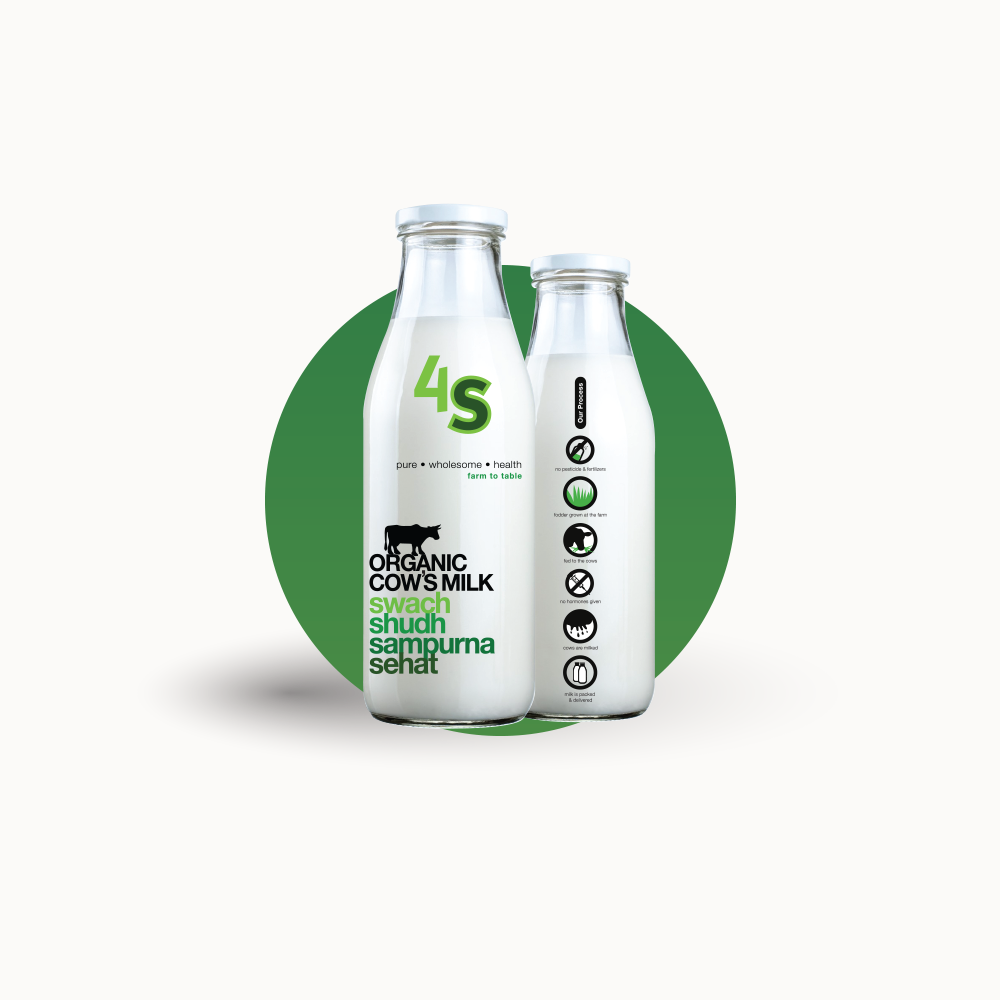 4S
pure • wholesome • health
farm to table
ORGANIC
COW'S MILK
swach
shudh
sampurna
sehat
Our Process
no pesticide & fertilizers
fodder grown at the farm
fed to the cows
no hormones given
cows are milked
milk is packed
& delivered